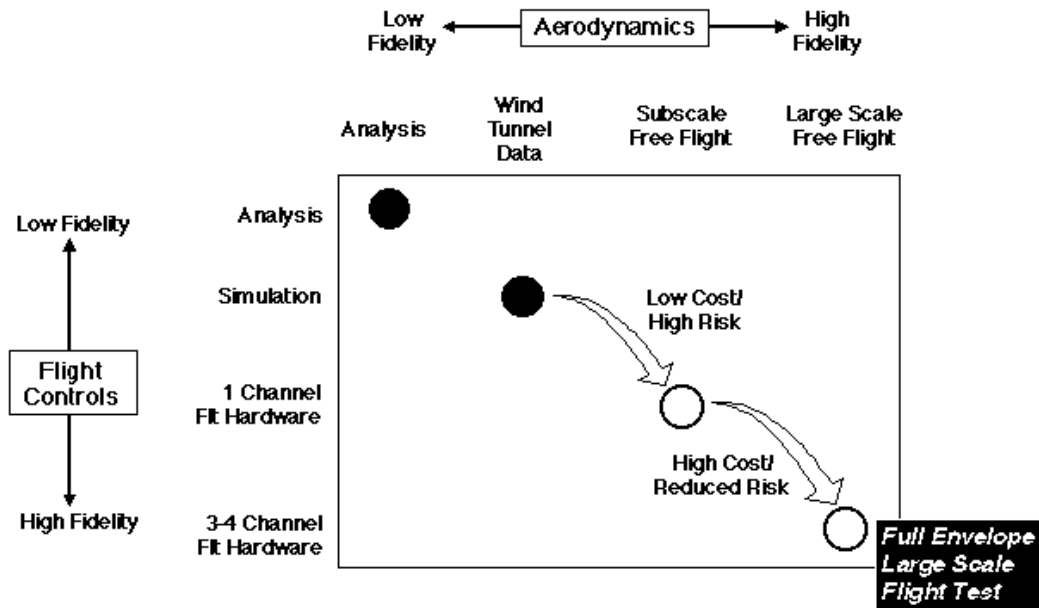 Low
Fidelity
Aerodynamics
High
Fidelity
Analysis
Wind
Tunnel
Data
Subscale
Free Flight
Large Scale
Free Flight
Low Fidelity
Flight
Controls
High Fidelity
Analysis
Simulation
1 Channel
Flt Hardware
3-4 Channel
Flt Hardware
Low Cost/
High Risk
High Cost/
Reduced Risk
Full Envelope
Large Scale
Flight Test